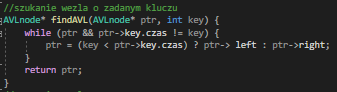 //szukanie wezla o zadanym kluczu
AVLnode* findAVL(AVLnode* ptr, int key) {
while (ptr && ptr->key.czas != key) {
ptr = (key < ptr->key.czas) ? ptr-> left : ptr->right;
}
return ptr;
}